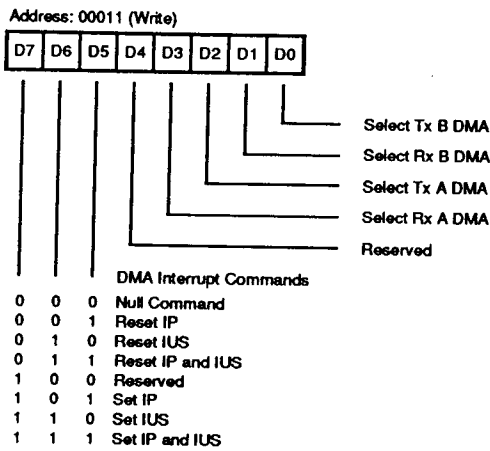 Address: 00011 (Write)
D7 D6 D5 D4 D3 D2 D1 D0
Select Tx B DMA
Select Rx B DMA
Select Tx A DMA
Select Rx A DMA
Reserved
DMA Interrupt Commands
0 0 0 Null Command
0 0 1 Reset IP
0 1 0 Reset IUS
0 1 1 Reset IP and IUS
1 0 0 Reserved
1 0 1 Set IP
1 1 0 Set IUS
1 1 1 Set IP and IUS